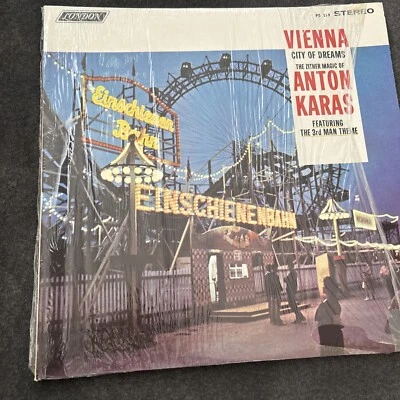 LONDON
PS 219 STEREO
VIENNA
CITY OF DREAMS
THE ZITHER MAGIC OF
ANTON
KARAS
FEATURING
THE 3rd MAN THEME
Einschienen
Bahn
EINSCHIENENBAHN